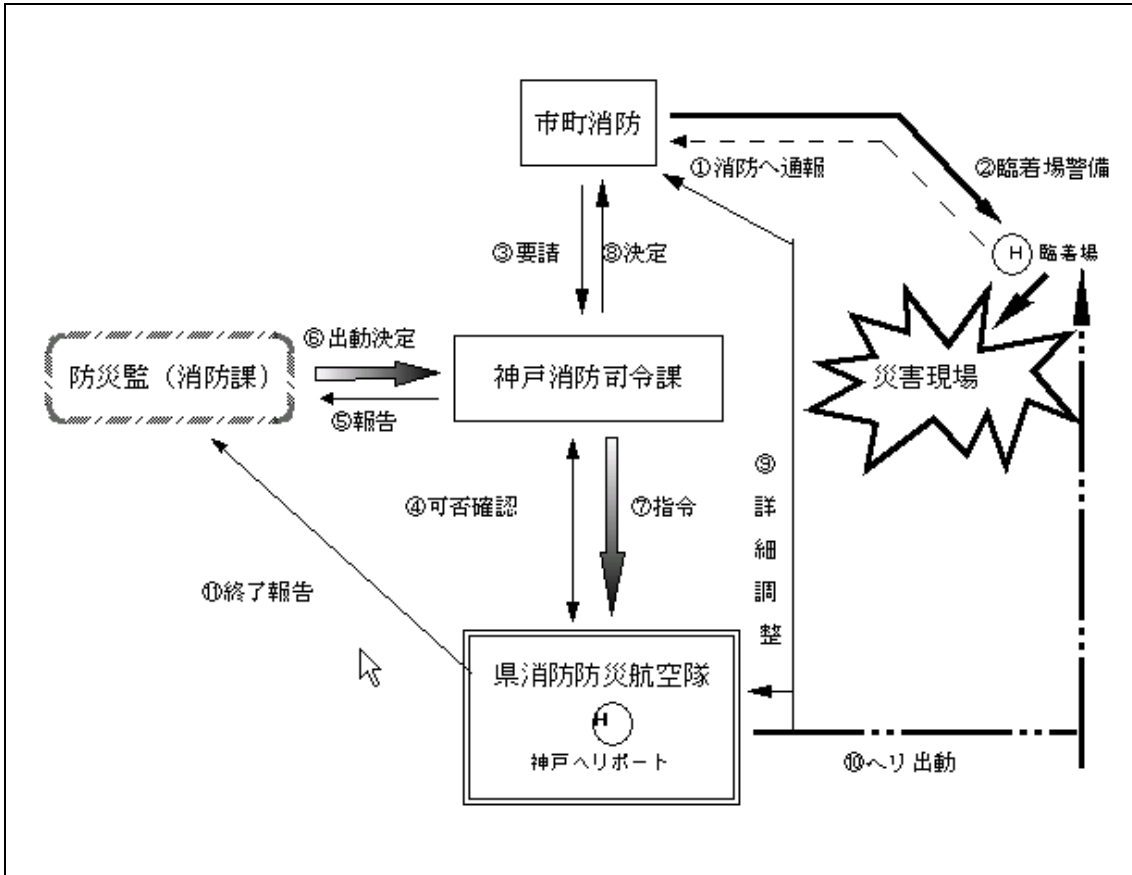 市町消防
①消防へ通報
②臨着場警備
H
臨着場
③要請
⑧決定
災害現場
防災監（消防課）
⑥出動決定
⑤報告
神戸消防司令課
④可否確認
⑦指令
⑨詳細調整
⑪終了報告
県消防防災航空隊
H
神戸ヘリポート
⑩ヘリ出動